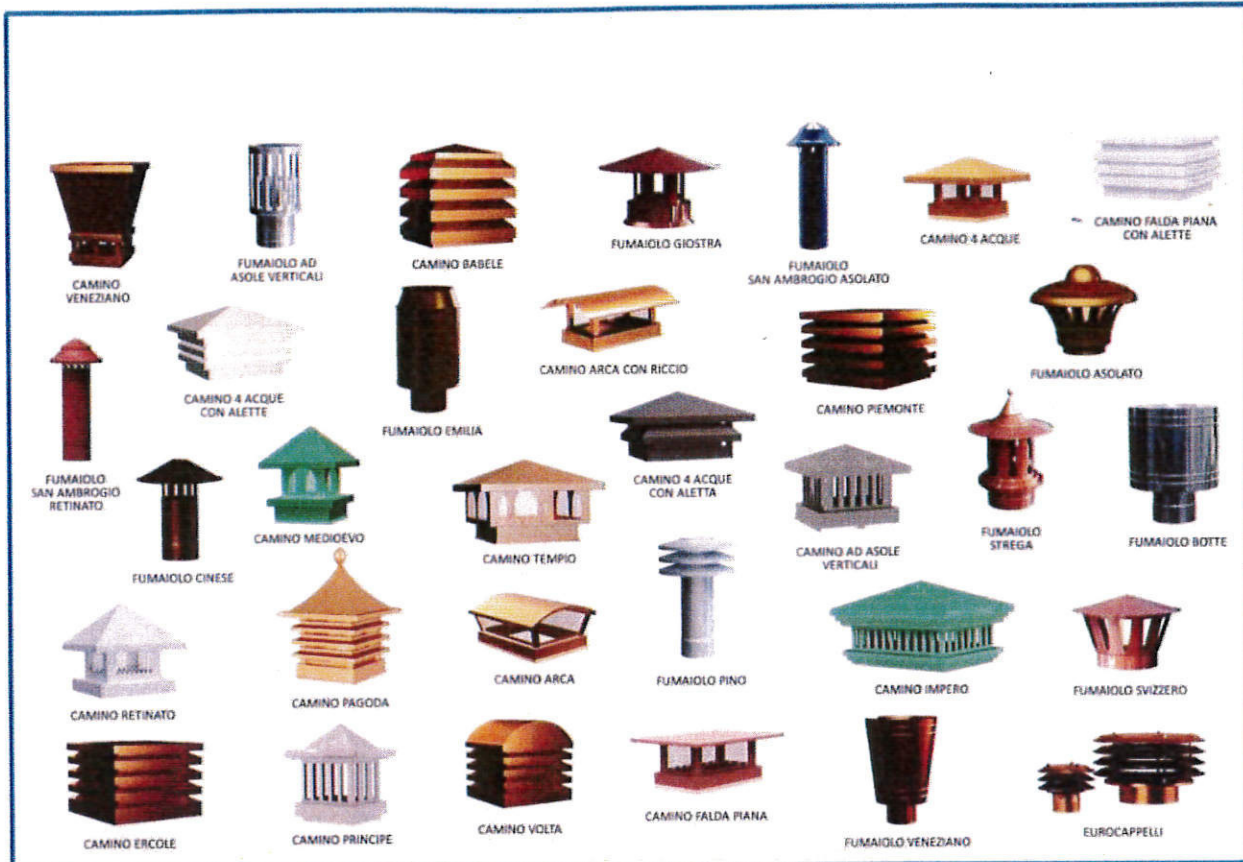 CAMINO
VENEZIANO
FUMAIOLO AD
ASOLE VERTICALI
CAMINO BABELE
FUMAIOLO GIOSTRA
FUMAIOLO
SAN AMBROGIO ASOLATO
CAMINO 4 ACQUE
CAMINO FALDA PIANA
CON ALETTE
FUMAIOLO
SAN AMBROGIO
RETINATO
CAMINO 4 ACQUE
CON ALETTE
FUMAIOLO EMILIA
CAMINO ARCA CON RICCIO
CAMINO PIEMONTE
FUMAIOLO ASOLATO
FUMAIOLO CINESE
CAMINO MEDIOEVO
CAMINO TEMPIO
CAMINO 4 ACQUE
CON ALETTA
CAMINO AD ASOLE
VERTICALI
FUMAIOLO
STREGA
FUMAIOLO BOTTE
CAMINO RETINATO
CAMINO PAGODA
CAMINO ARCA
FUMAIOLO PINO
CAMINO IMPERO
FUMAIOLO SVIZZERO
CAMINO ERCOLE
CAMINO PRINCIPE
CAMINO VOLTA
CAMINO FALDA PIANA
FUMAIOLO VENEZIANO
EUROCAPPELLI